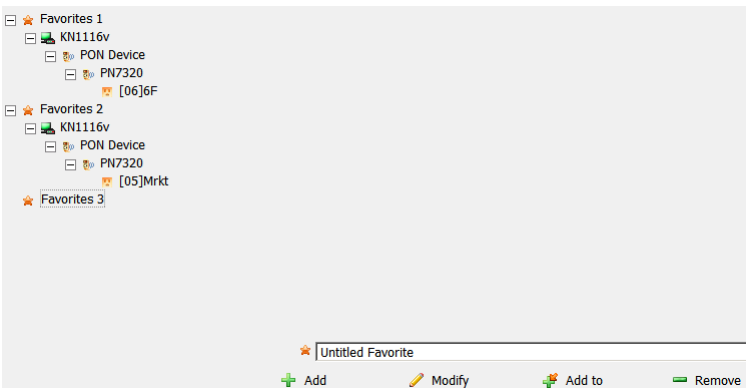 Favorites 1
KN1116v
PON Device
PN7320
[06]6F
Favorites 2
KN1116v
PON Device
PN7320
[05]Mrkt
Favorites 3
Untitled Favorite
Add Modify Add to Remove